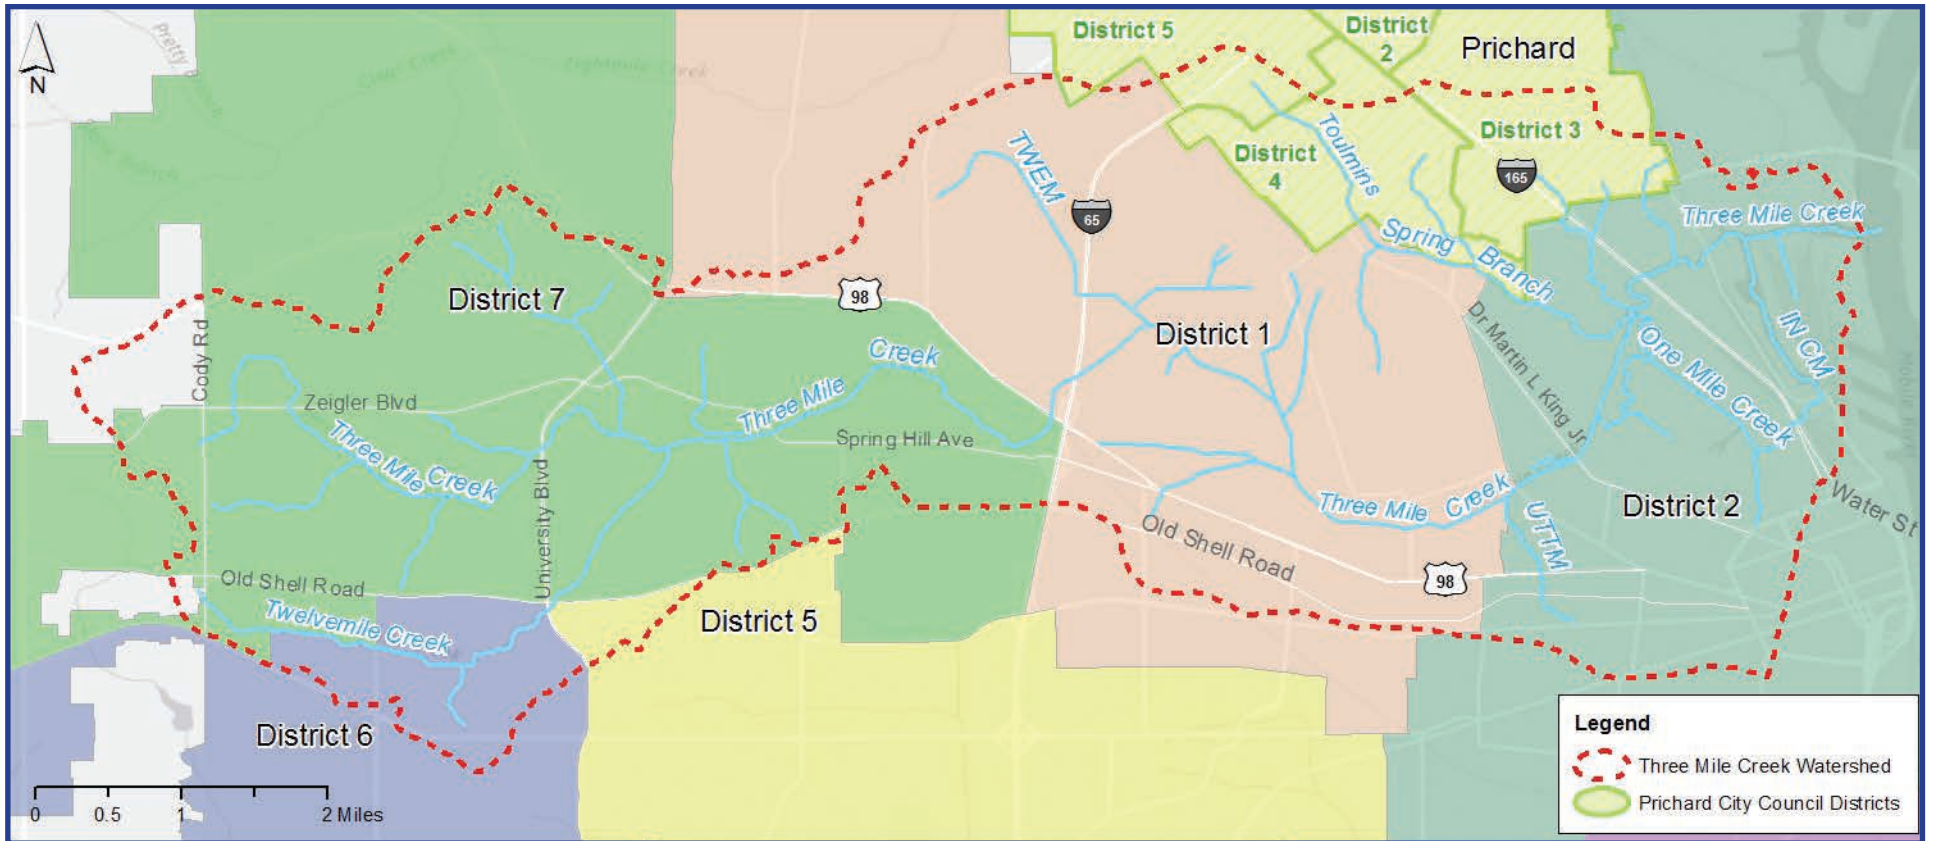 N
Pretty Branch
Eightmile Creek
District 5
District
2
Prichard
District 3
District
4
Toulmins
Spring
Branch
165
65
TWEM
Three Mile Creek
IN CM
One Mile Creek
District 7
98
District 1
Dr Martin L King Jr
Cody Rd
Zeigler Blvd
Three Mile
Creek
Three Mile
Creek
Spring Hill Ave
University Blvd
Three Mile
Creek
UTTM
District 2
Water St
Old Shell Road
98
Old Shell Road
Twelvemile Creek
District 5
District 6
0
0.5
1
2 Miles
Legend
Three Mile Creek Watershed
Prichard City Council Districts